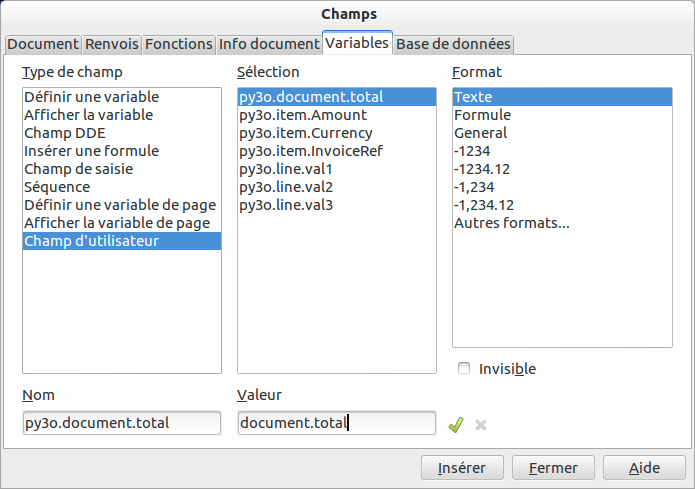 Champs
Document Renvois Fonctions Info document Variables Base de données
Type de champ
Définir une variable
Afficher la variable
Champ DDE
Insérer une formule
Champ de saisie
Séquence
Définir une variable de page
Afficher la variable de page
Champ d'utilisateur
Sélection
py3o.document.total
py3o.item.Amount
py3o.item.Currency
py3o.item.InvoiceRef
py3o.line.val1
py3o.line.val2
py3o.line.val3
Format
Texte
Formule
General
-1234
-1234.12
-1,234
-1,234.12
Autres formats...
Invisible
Nom
py3o.document.total
Valeur
document.total
Insérer Fermer Aide